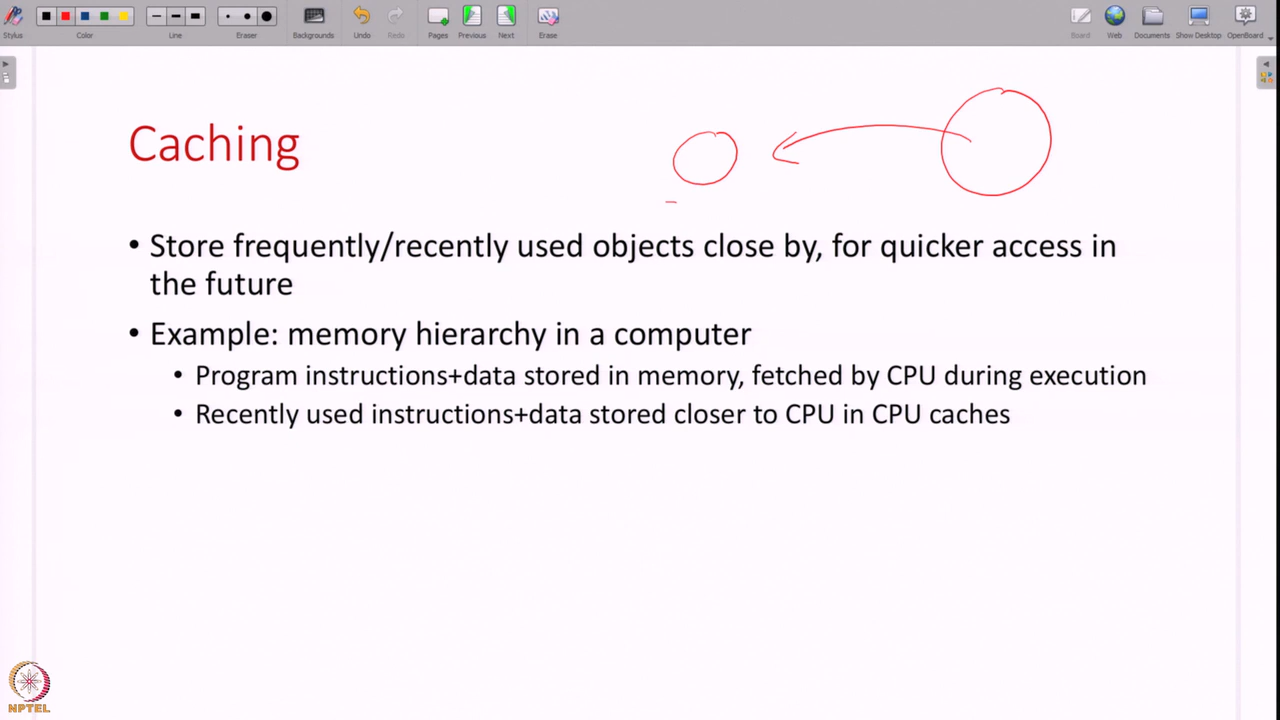 Stylus
Color
Line
Eraser
Backgrounds
Undo
Redo
Pages
Previous
Next
Erase
Board
Web
Documents
Show Desktop
OpenBoard
Caching
• Store frequently/recently used objects close by, for quicker access in
the future
• Example: memory hierarchy in a computer
• Program instructions+data stored in memory, fetched by CPU during execution
• Recently used instructions+data stored closer to CPU in CPU caches
NPTEL